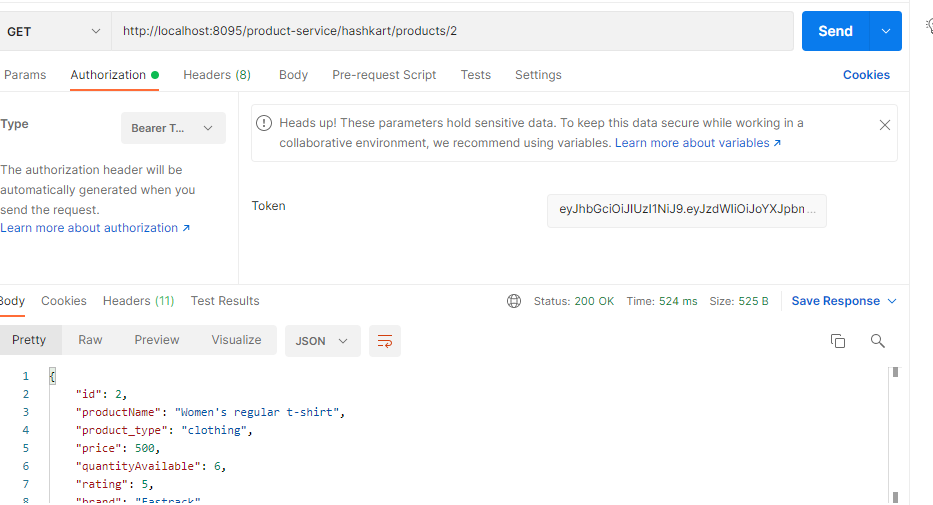 GET http://localhost:8095/product-service/hashkart/products/2 Send
Params Authorization Headers (8) Body Pre-request Script Tests Settings Cookies
Type Bearer T...
The authorization header will be
automatically generated when you
send the request.
Learn more about authorization ↗
Heads up! These parameters hold sensitive data. To keep this data secure while working in a
collaborative environment, we recommend using variables. Learn more about variables ↗
Token eyJhbGciOiJIUzI1NiJ9.eyJzdWIiOiJoYXJpbn...
Body Cookies Headers (11) Test Results Status: 200 OK Time: 524 ms Size: 525 B Save Response
Pretty Raw Preview Visualize JSON
1 {
2 "id": 2,
3 "productName": "Women's regular t-shirt",
4 "product_type": "clothing",
5 "price": 500,
6 "quantityAvailable": 6,
7 "rating": 5,
8 "brand": "Fastrack"